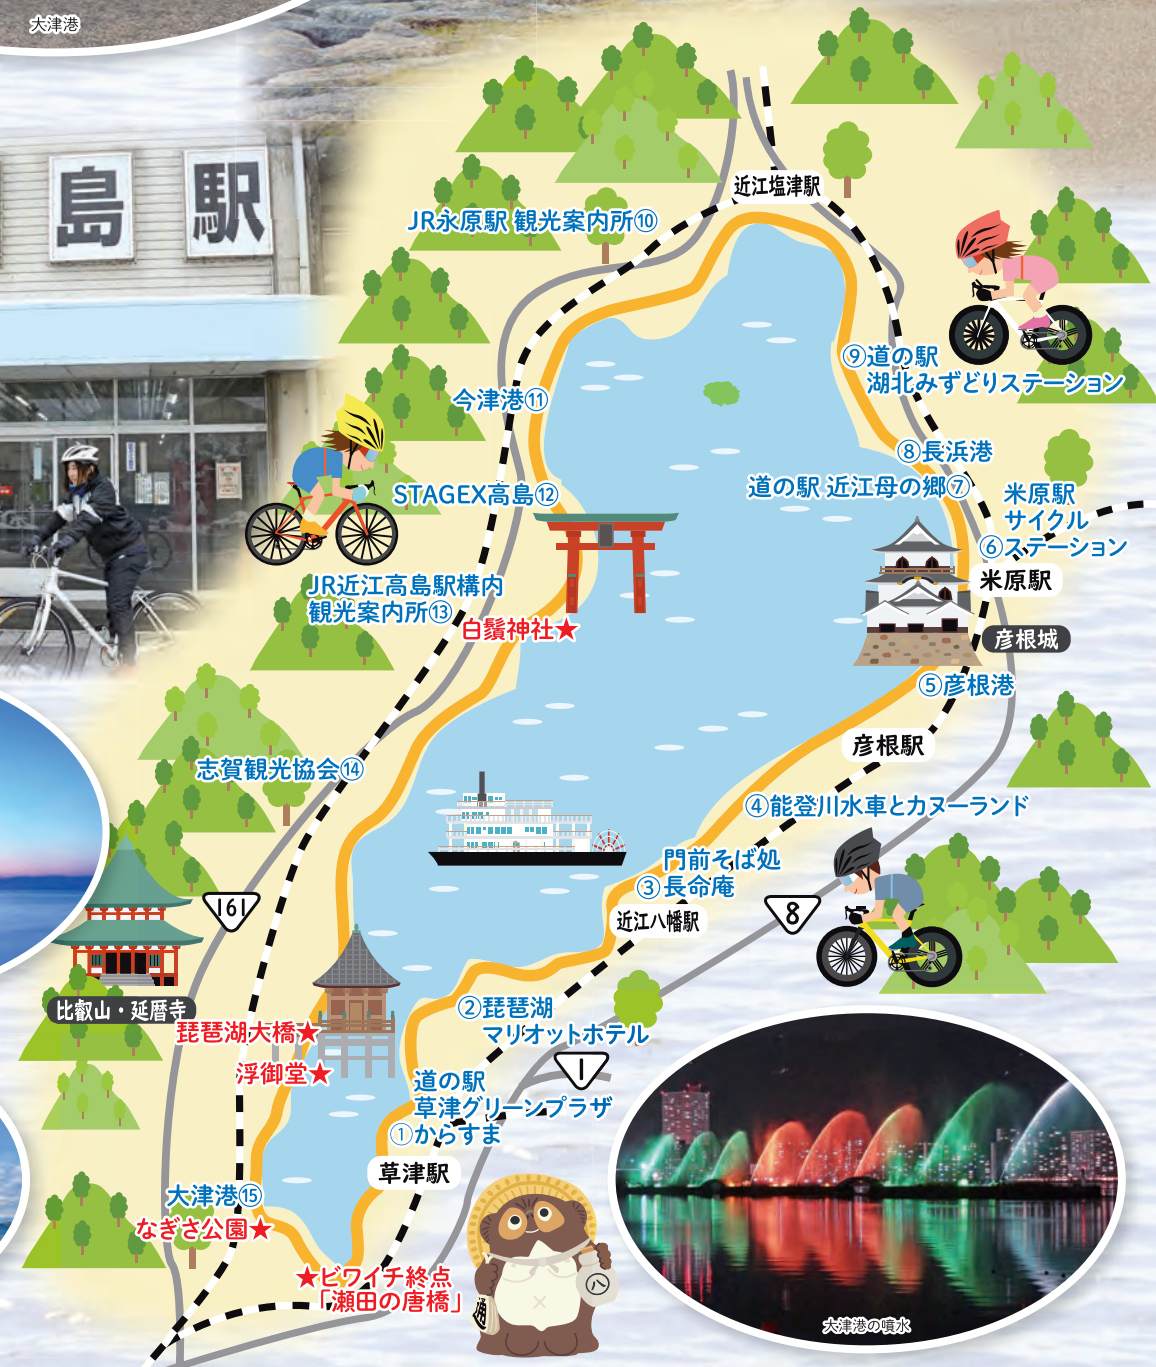 大津港
島 駅
近江塩津駅
JR永原駅 観光案内所⑩
⑨道の駅
湖北みずどりステーション
今津港⑪
⑧長浜港
道の駅 近江母の郷⑦
STAGEX高島⑫
米原駅
サイクル
⑥ステーション
米原駅
JR近江高島駅構内
観光案内所⑬
白鬚神社★
彦根城
⑤彦根港
彦根駅
志賀観光協会⑭
④能登川水車とカヌーランド
門前そば処
③長命庵
近江八幡駅
161
8
比叡山・延暦寺
琵琶湖大橋★
②琵琶湖
マリオットホテル
浮御堂★
1
道の駅
草津グリーンプラザ
①からすま
草津駅
大津港⑮
なぎさ公園★
★ビワイチ終点
「瀬田の唐橋」
通
八
大津港の噴水